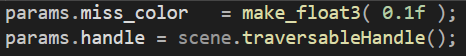 params.miss_color   = make_float3( 0.1f );
params.handle = scene.traversableHandle();